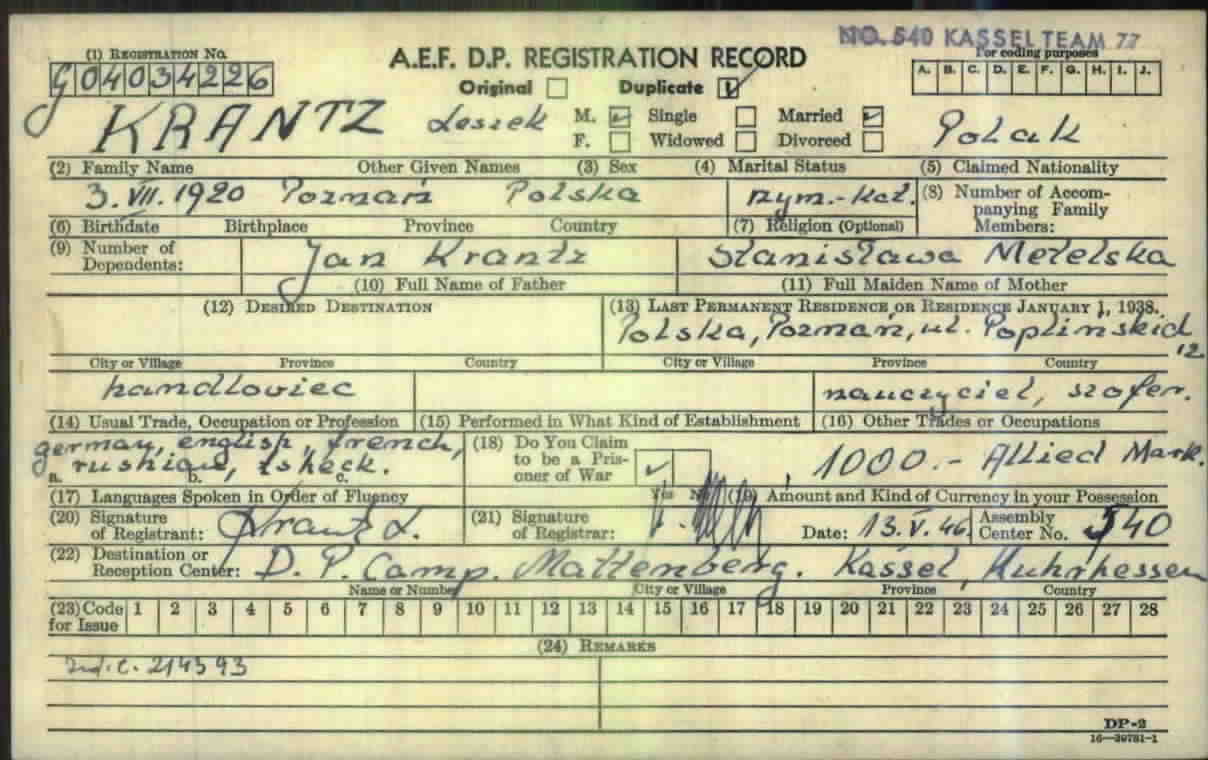 NO. 540 KASSEL TEAM 77
(1) REGISTRATION NO.
G04034226
A.E.F. D.P. REGISTRATION RECORD
For coding purposes
A. B. C. D. E. F. G. H. I. J.
Original Duplicate
KRANTZ Leszek M. Single Married Polak
F. Widowed Divorced
(2) Family Name Other Given Names (3) Sex (4) Marital Status (5) Claimed Nationality
3. VII. 1920 Poznań Polska rzym.-kat. (8) Number of Accompanying Family Members:
(6) Birthdate Birthplace Province Country (7) Religion (Optional)
(9) Number of Dependents: Jan Krantz Stanisława Metelska
(10) Full Name of Father (11) Full Maiden Name of Mother
(12) DESIRED DESTINATION (13) LAST PERMANENT RESIDENCE OR RESIDENCE JANUARY 1, 1938.
Polska, Poznań, ul. Poplinskich 12
City or Village Province Country City or Village Province Country
handlowiec nauczyciel, szofer.
(14) Usual Trade, Occupation or Profession (15) Performed in What Kind of Establishment (16) Other Trades or Occupations
german, english, french,
rushique, tsheck.
a. b. c.
(18) Do You Claim to be a Prisoner of War Yes No
1000.- Allied Mark.
(17) Languages Spoken in Order of Fluency (19) Amount and Kind of Currency in your Possession
(20) Signature of Registrant: Krantz L. (21) Signature of Registrar: Date: 13. V. 46. Assembly Center No. 540
(22) Destination or Reception Center: D. P. Camp. Mattenberg. Kassel, Kuhrhessen
Name or Number City or Village Province Country
(23) Code for Issue 1 2 3 4 5 6 7 8 9 10 11 12 13 14 15 16 17 18 19 20 21 22 23 24 25 26 27 28
(24) REMARKS
214393
DP-2
16—39781-1